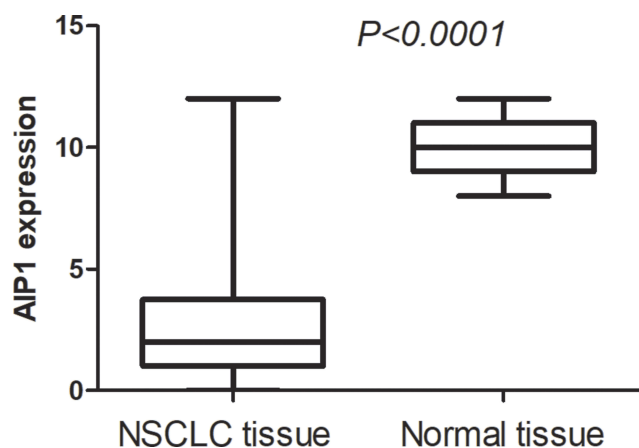 P<0.0001
AIP1 expression
15
10
5
0
NSCLC tissue
Normal tissue